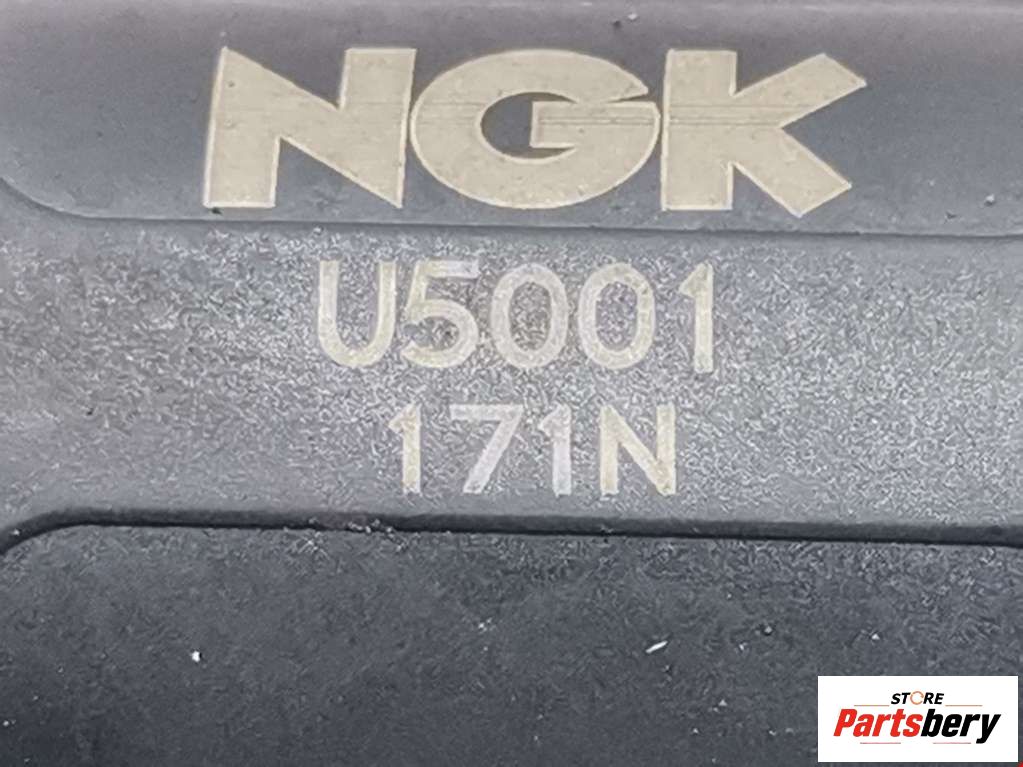 NGK
U5001
171N
STORE
Partsbery